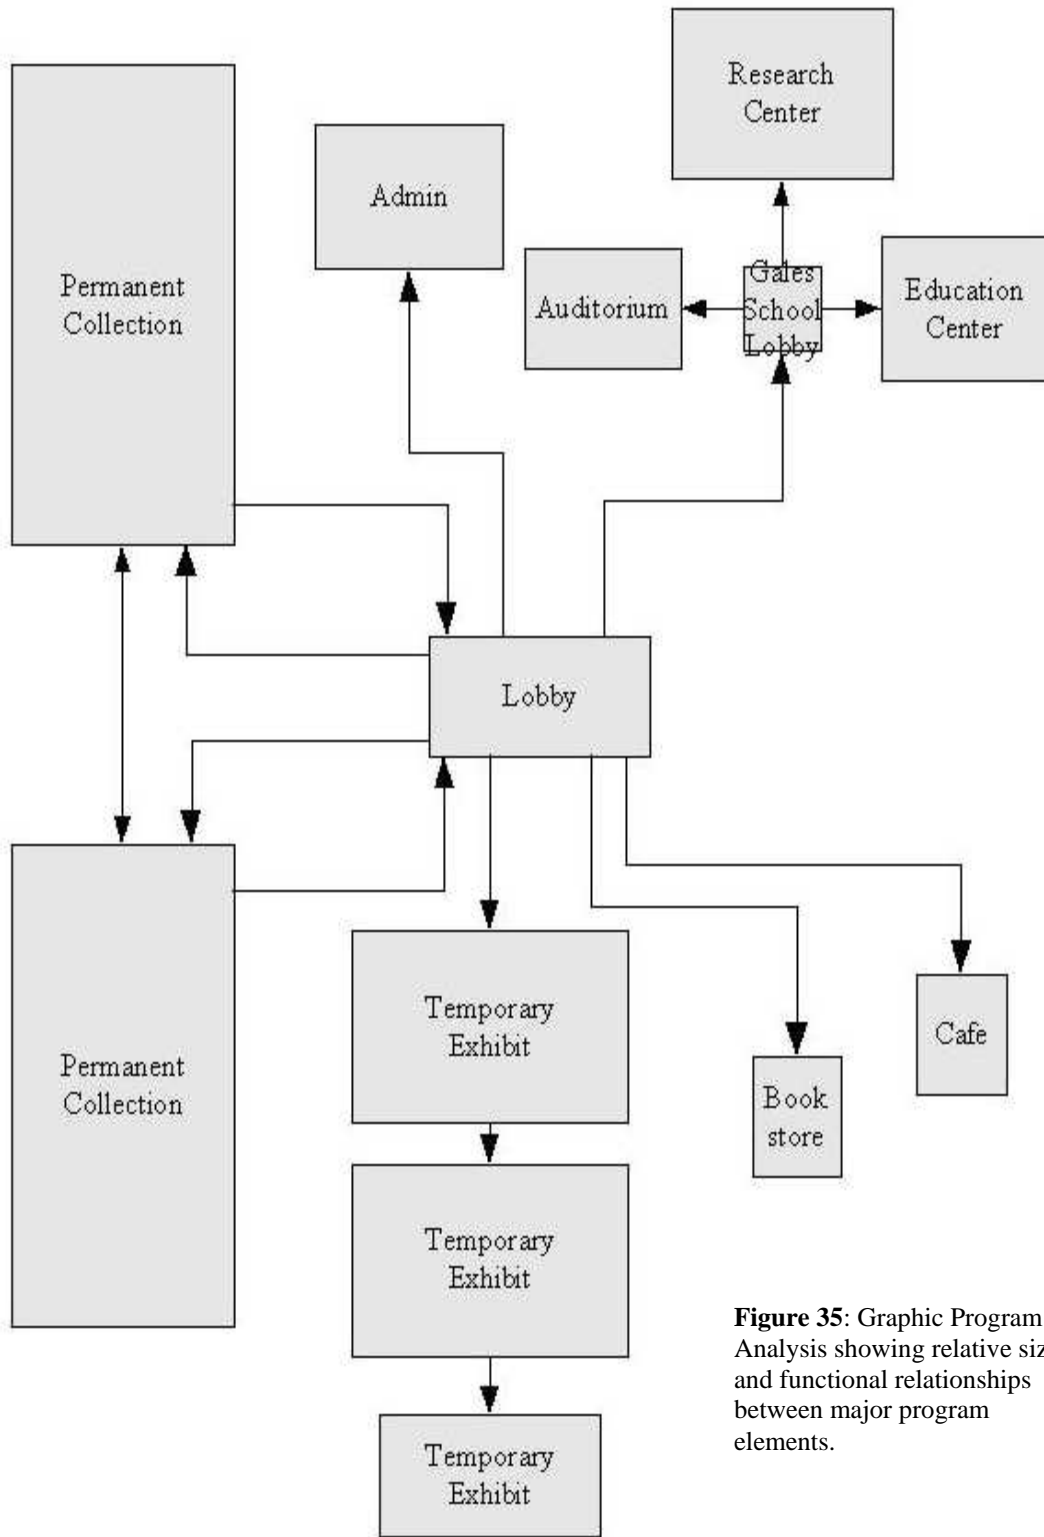 Research
Center
Admin
Permanent
Collection
Auditorium
Gales
School
Lobby
Education
Center
Lobby
Temporary
Exhibit
Cafe
Permanent
Collection
Book
store
Temporary
Exhibit
Figure 35: Graphic Program
Analysis showing relative siz
and functional relationships
between major program
elements.
Temporary
Exhibit